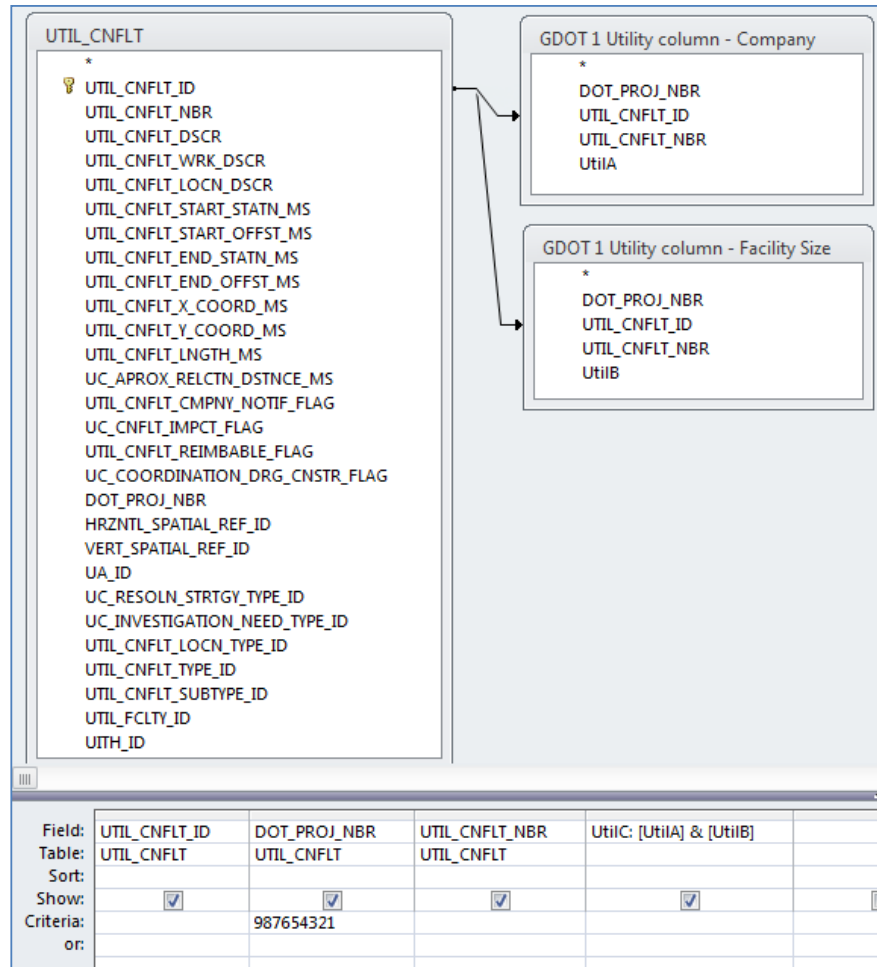 UTIL_CNFLT
*
UTIL_CNFLT_ID
UTIL_CNFLT_NBR
UTIL_CNFLT_DSCR
UTIL_CNFLT_WRK_DSCR
UTIL_CNFLT_LOCN_DSCR
UTIL_CNFLT_START_STATN_MS
UTIL_CNFLT_START_OFFST_MS
UTIL_CNFLT_END_STATN_MS
UTIL_CNFLT_END_OFFST_MS
UTIL_CNFLT_X_COORD_MS
UTIL_CNFLT_Y_COORD_MS
UTIL_CNFLT_LNGTH_MS
UC_APROX_RELCTN_DSTNCE_MS
UTIL_CNFLT_CMPNY_NOTIF_FLAG
UC_CNFLT_IMPCT_FLAG
UTIL_CNFLT_REIMBABLE_FLAG
UC_COORDINATION_DRG_CNSTR_FLAG
DOT_PROJ_NBR
HRZNTL_SPATIAL_REF_ID
VERT_SPATIAL_REF_ID
UA_ID
UC_RESOLN_STRTGY_TYPE_ID
UC_INVESTIGATION_NEED_TYPE_ID
UTIL_CNFLT_LOCN_TYPE_ID
UTIL_CNFLT_TYPE_ID
UTIL_CNFLT_SUBTYPE_ID
UTIL_FCLTY_ID
UITH_ID
GDOT 1 Utility column - Company
*
DOT_PROJ_NBR
UTIL_CNFLT_ID
UTIL_CNFLT_NBR
UtilA
GDOT 1 Utility column - Facility Size
*
DOT_PROJ_NBR
UTIL_CNFLT_ID
UTIL_CNFLT_NBR
UtilB
Field: UTIL_CNFLT_ID DOT_PROJ_NBR UTIL_CNFLT_NBR UtilC: [UtilA] & [UtilB]
Table: UTIL_CNFLT UTIL_CNFLT UTIL_CNFLT
Sort:
Show:
Criteria: 987654321
or: